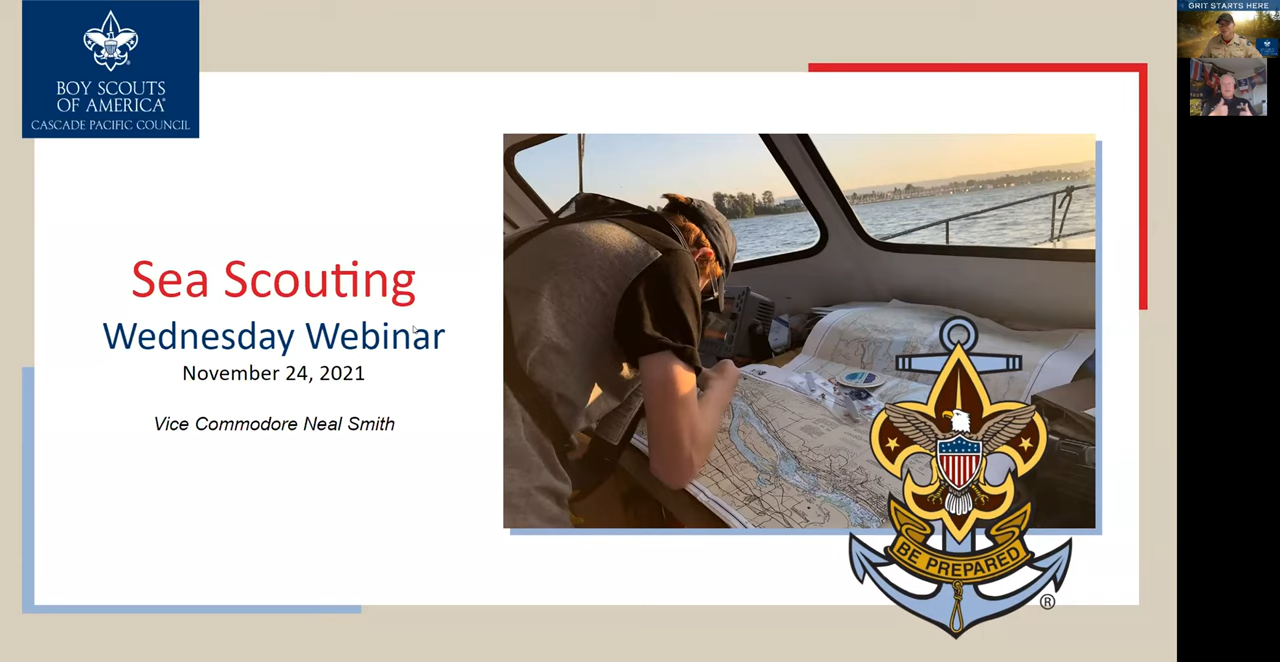 BOY SCOUTS
OF AMERICA®
CASCADE PACIFIC COUNCIL
GRIT STARTS HERE
Sea Scouting
Wednesday Webinar
November 24, 2021
Vice Commodore Neal Smith
BE PREPARED
®